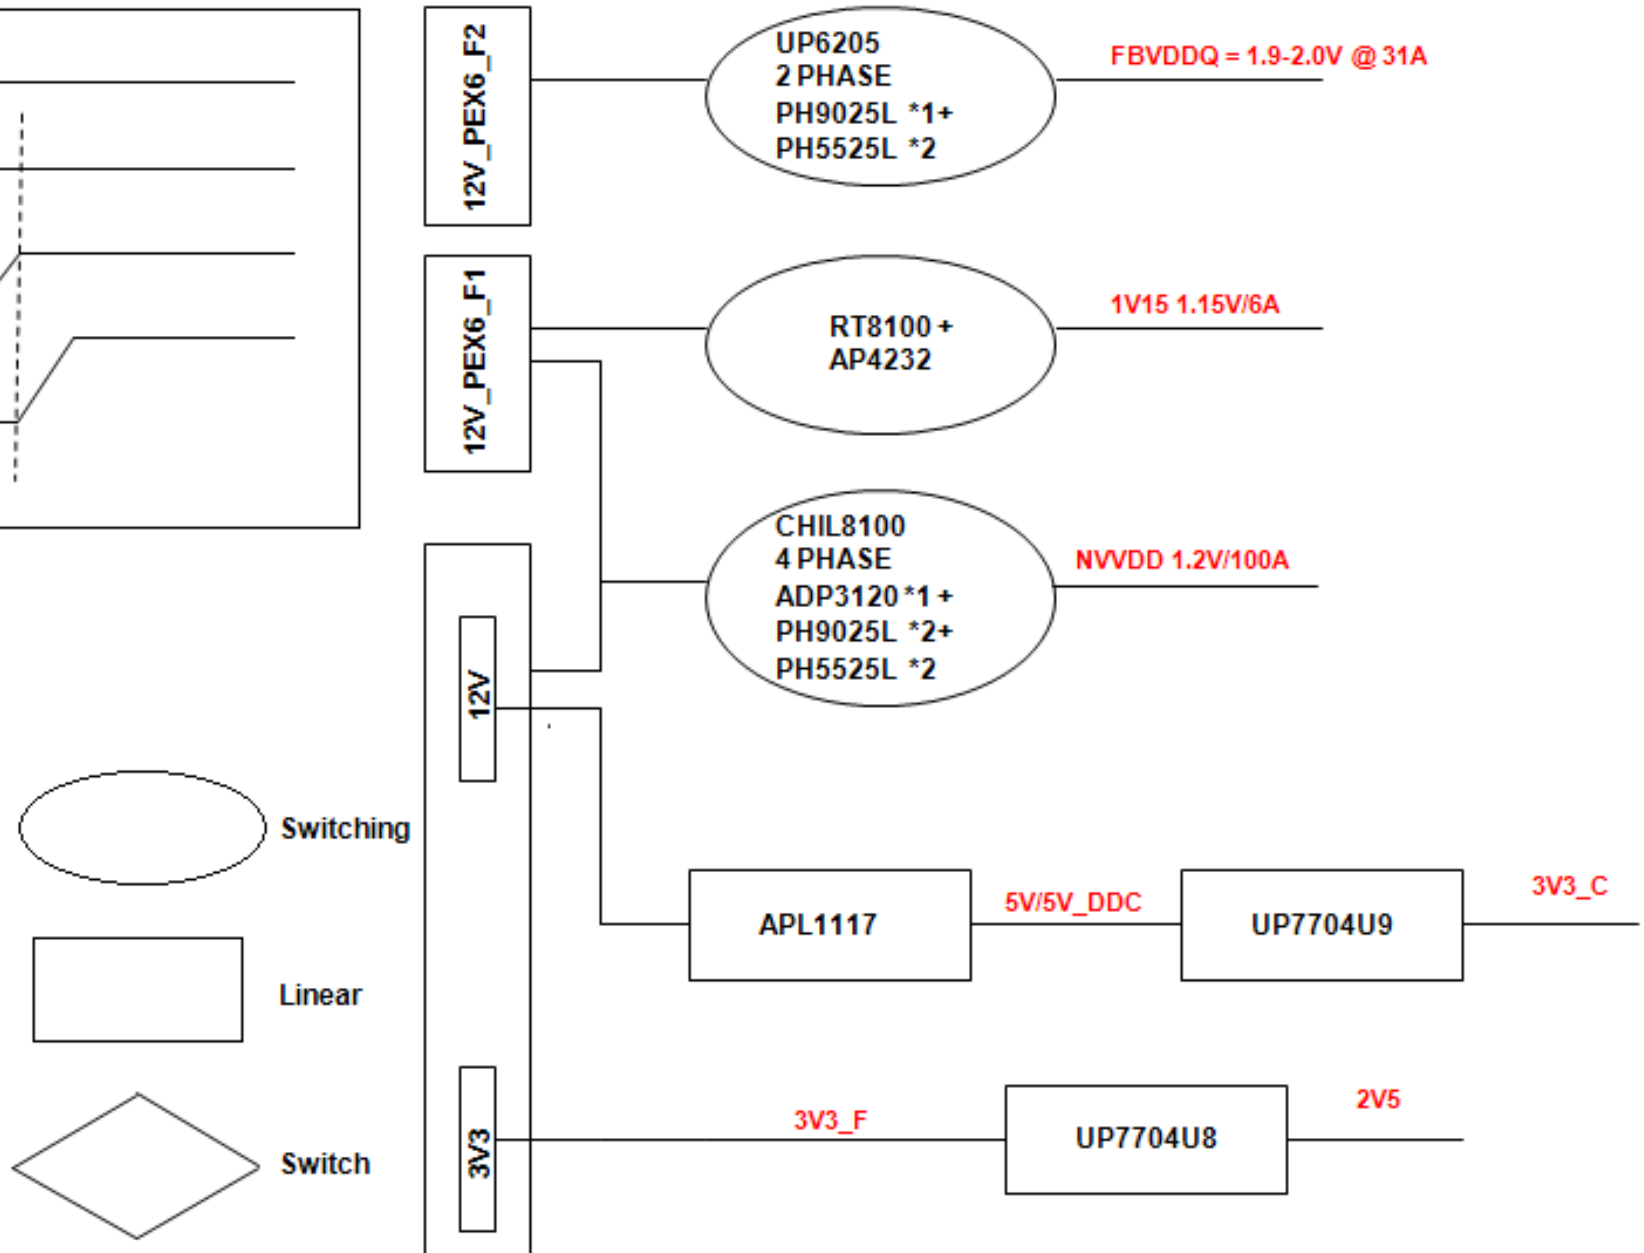 12V_PEX6_F2
UP6205
2 PHASE
PH9025L *1+
PH5525L *2
FBVDDQ = 1.9-2.0V @ 31A
12V_PEX6_F1
RT8100 +
AP4232
1V15 1.15V/6A
CHIL8100
4 PHASE
ADP3120 *1 +
PH9025L *2+
PH5525L *2
NVVDD 1.2V/100A
12V
Switching
APL1117
5V/5V_DDC
UP7704U9
3V3_C
Linear
3V3
3V3_F
UP7704U8
2V5
Switch